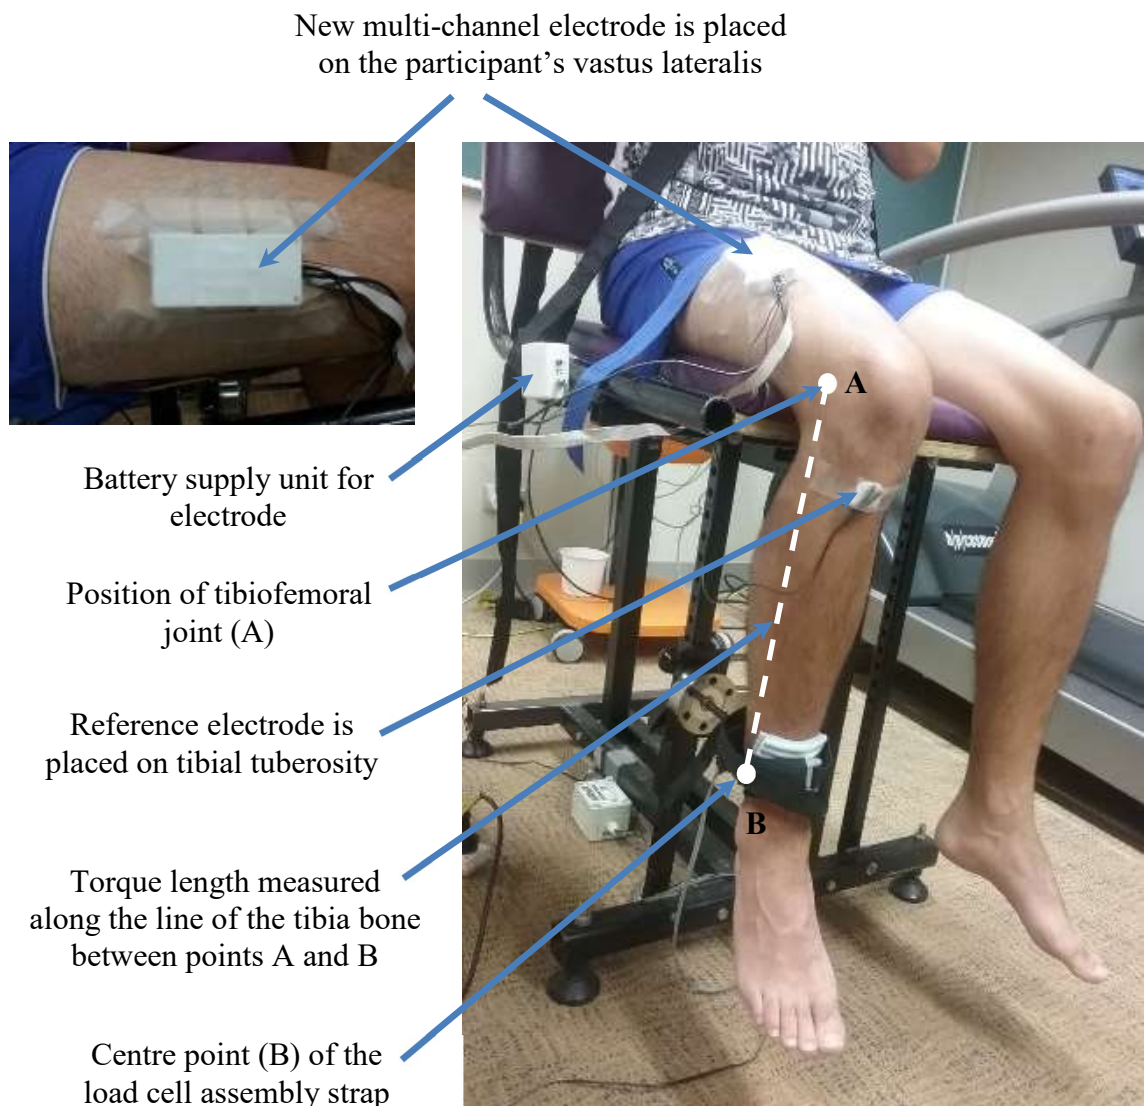 New multi-channel electrode is placed
on the participant's vastus lateralis
A
Battery supply unit for
electrode
Position of tibiofemoral
joint (A)
Reference electrode is
placed on tibial tuberosity
B
Torque length measured
along the line of the tibia bone
between points A and B
Centre point (B) of the
load cell assembly strap